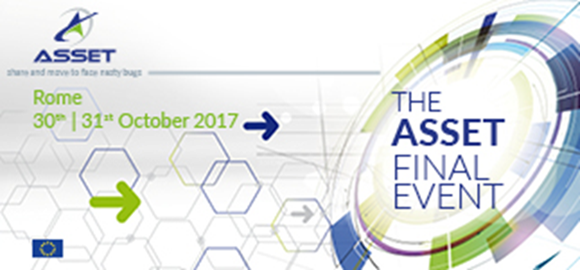 ASSET
share and move to face nasty bugs
Rome
30th | 31st October 2017
THE
ASSET
FINAL
EVENT